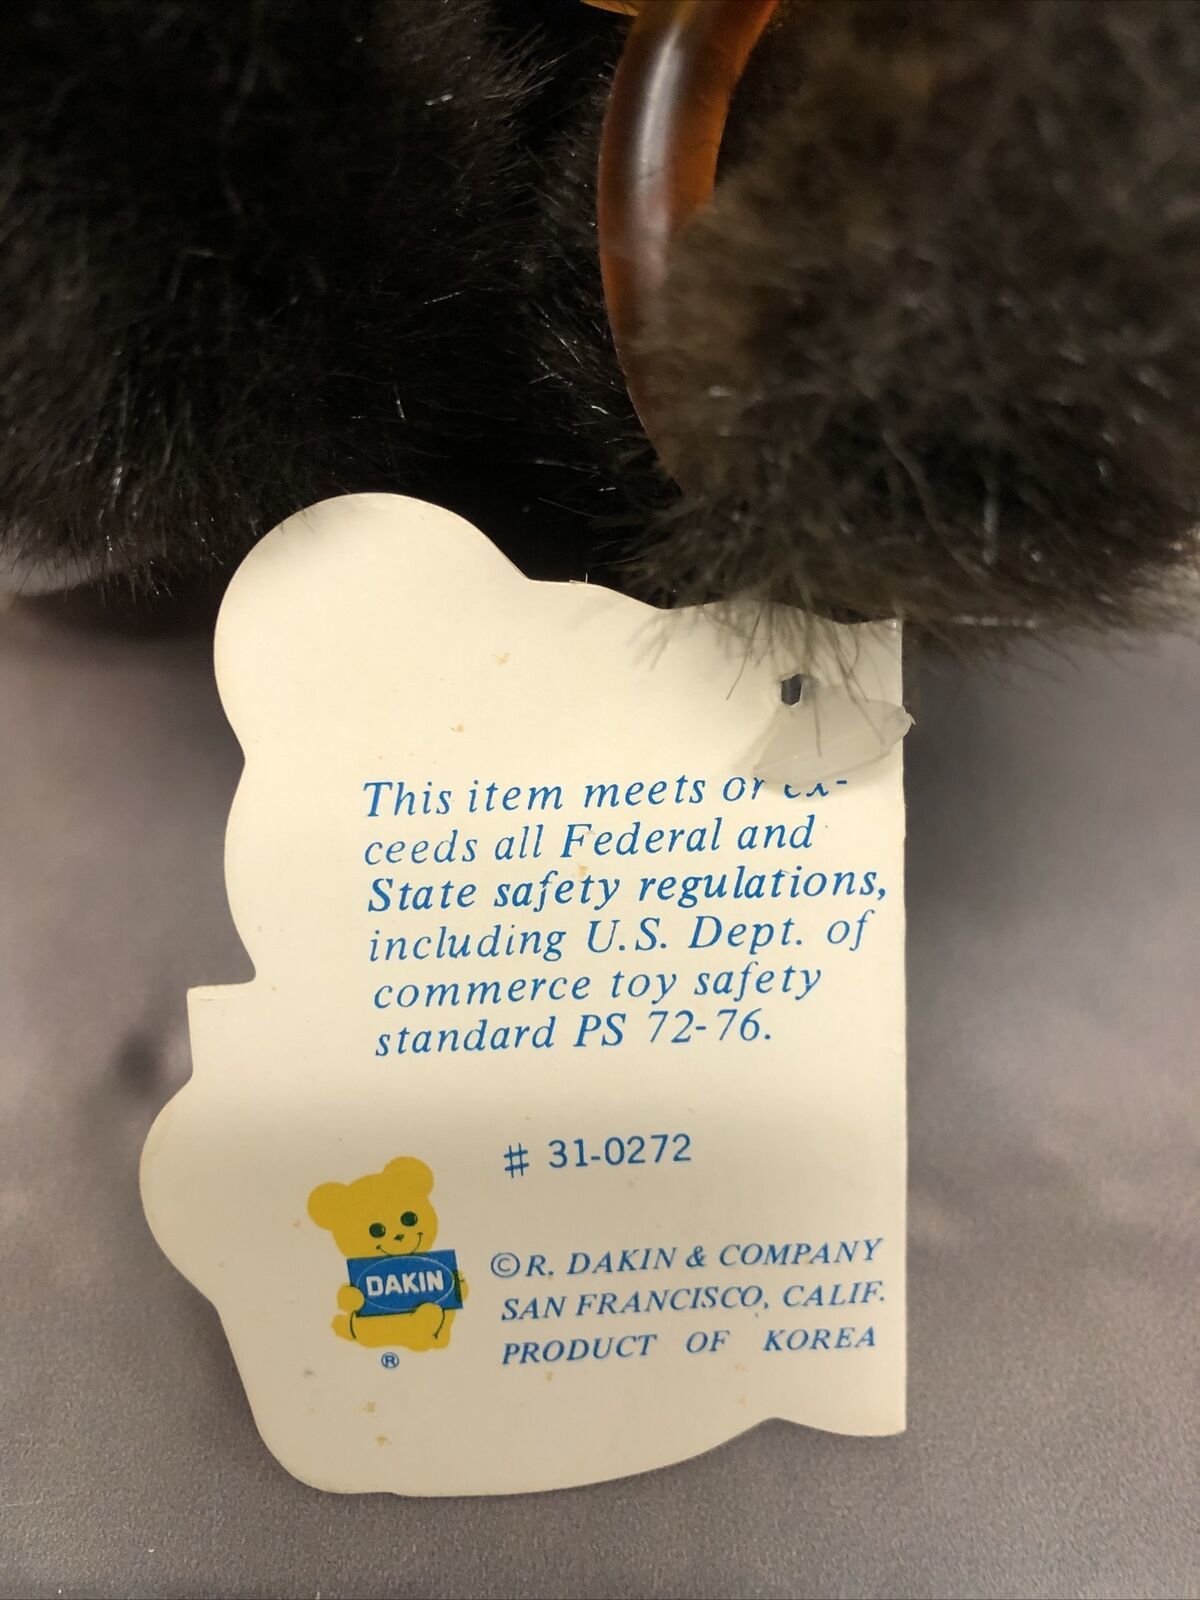 This item meets or ex-
ceeds all Federal and
State safety regulations,
including U.S. Dept. of
commerce toy safety
standard PS 72-76.
# 31-0272
DAKIN
®
© R. DAKIN & COMPANY
SAN FRANCISCO, CALIF.
PRODUCT OF KOREA